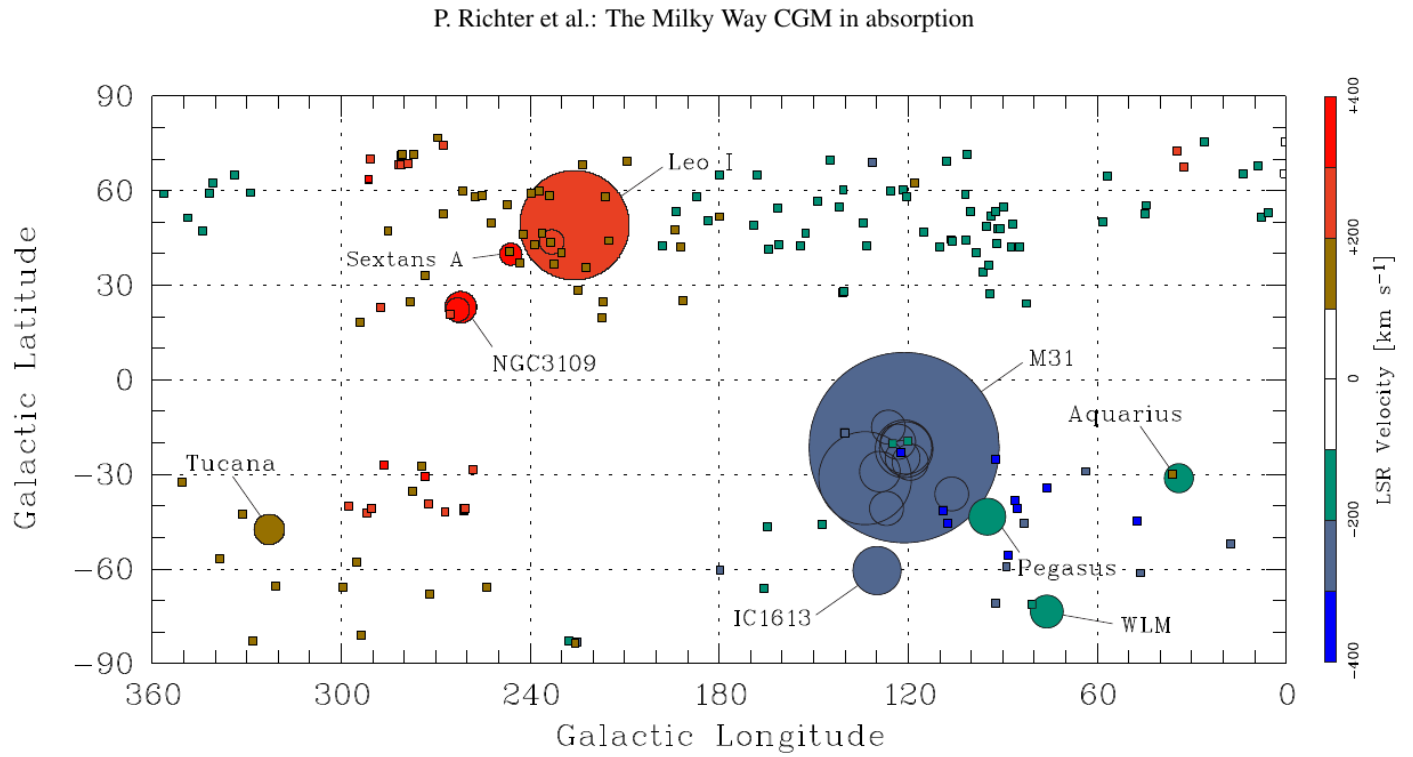 P. Richter et al.: The Milky Way CGM in absorption
90
60
30
0
−30
−60
−90
Galactic Latitude
360
300
240
180
120
60
0
Galactic Longitude
Leo I
Sextans A
NGC3109
M31
Aquarius
Tucana
Pegasus
IC1613
WLM
+400
+200
0
−200
−400
LSR Velocity [km s⁻¹]